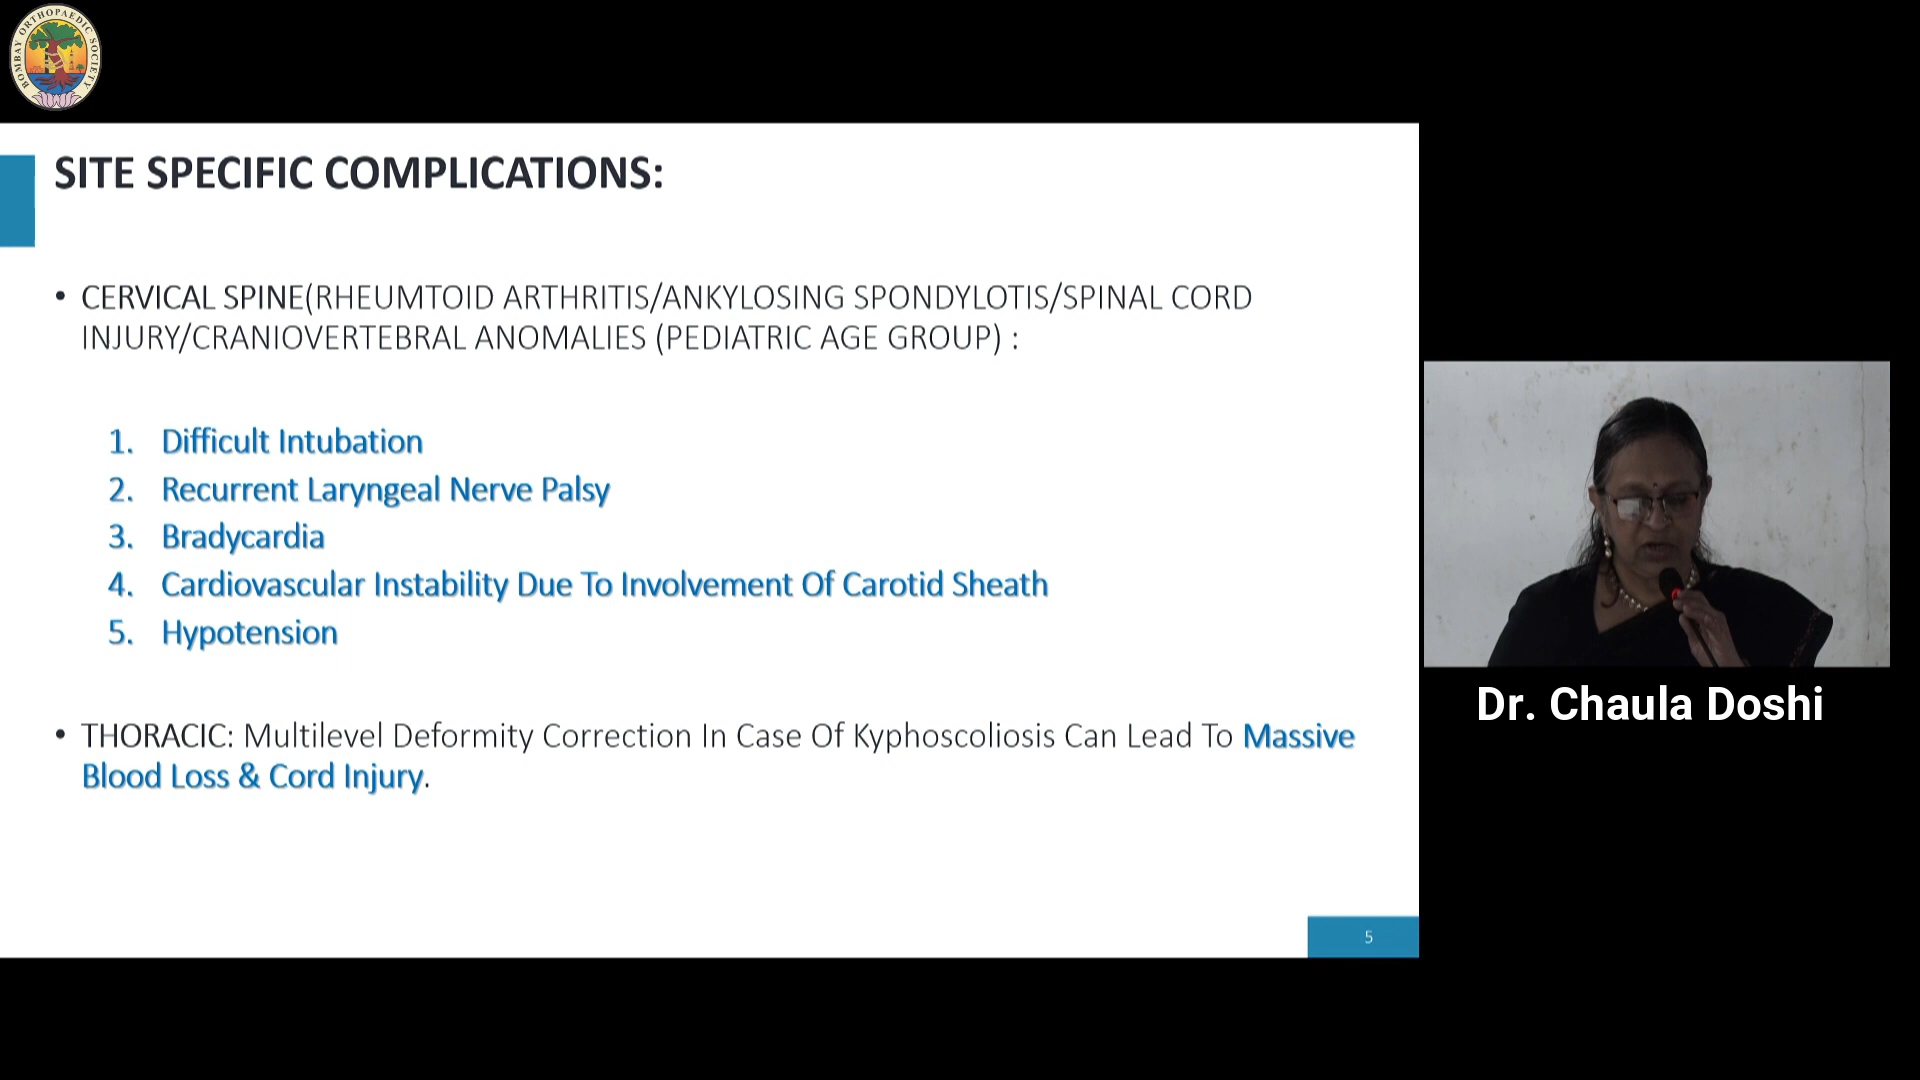 BOMBAY ORTHOPAEDIC SOCIETY
SITE SPECIFIC COMPLICATIONS:
• CERVICAL SPINE(RHEUMTOID ARTHRITIS/ANKYLOSING SPONDYLOTIS/SPINAL CORD
INJURY/CRANIOVERTEBRAL ANOMALIES (PEDIATRIC AGE GROUP) :
1. Difficult Intubation
2. Recurrent Laryngeal Nerve Palsy
3. Bradycardia
4. Cardiovascular Instability Due To Involvement Of Carotid Sheath
5. Hypotension
• THORACIC: Multilevel Deformity Correction In Case Of Kyphoscoliosis Can Lead To Massive
Blood Loss & Cord Injury.
5
Dr. Chaula Doshi